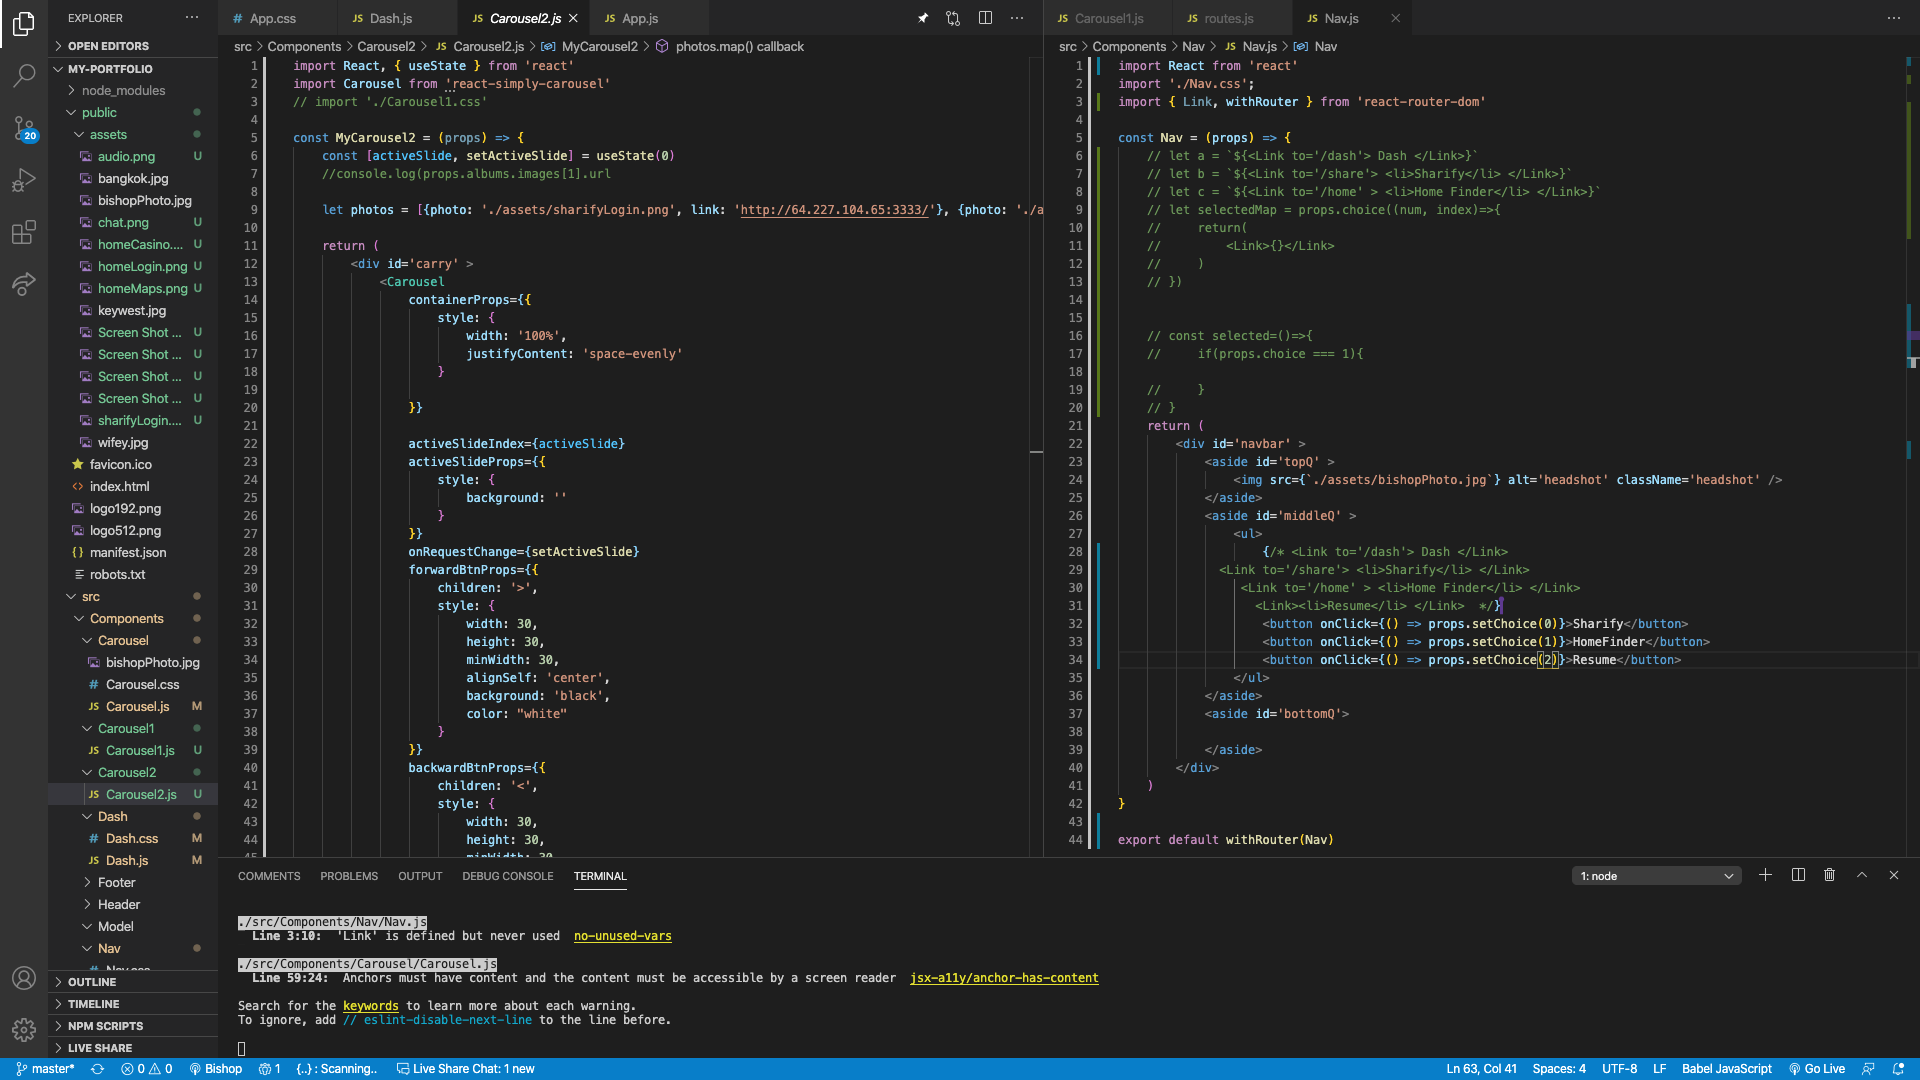 EXPLORER
OPEN EDITORS
MY-PORTFOLIO
node_modules
public
assets
audio.png U
bangkok.jpg
bishopPhoto.jpg
chat.png U
homeCasino.... U
homeLogin.png U
homeMaps.png U
keywest.jpg
Screen Shot ... U
Screen Shot ... U
Screen Shot ... U
Screen Shot ... U
sharifyLogin.... U
wifey.jpg
favicon.ico
index.html
logo192.png
logo512.png
manifest.json
robots.txt
src
Components
Carousel
bishopPhoto.jpg
Carousel.css
Carousel.js M
Carousel1
Carousel1.js U
Carousel2
Carousel2.js U
Dash
Dash.css M
Dash.js M
Footer
Header
Model
Nav
OUTLINE
TIMELINE
NPM SCRIPTS
LIVE SHARE
20
# App.css
JS Dash.js
JS Carousel2.js
JS App.js
src > Components > Carousel2 > JS Carousel2.js > MyCarousel2 > photos.map() callback
1 import React, { useState } from 'react'
2 import Carousel from 'react-simply-carousel'
3 // import './Carousel1.css'
4
5 const MyCarousel2 = (props) => {
6 const [activeSlide, setActiveSlide] = useState(0)
7 //console.log(props.albums.images[1].url
8
9 let photos = [{photo: './assets/sharifyLogin.png', link: 'http://64.227.104.65:3333/'}, {photo: './a
10
11 return (
12 <div id='carry' >
13 <Carousel
14 containerProps={{
15 style: {
16 width: '100%',
17 justifyContent: 'space-evenly'
18 }
19
20 }}
21
22 activeSlideIndex={activeSlide}
23 activeSlideProps={{
24 style: {
25 background: ''
26 }
27 }}
28 onRequestChange={setActiveSlide}
29 forwardBtnProps={{
30 children: '>',
31 style: {
32 width: 30,
33 height: 30,
34 minWidth: 30,
35 alignSelf: 'center',
36 background: 'black',
37 color: "white"
38 }
39 }}
40 backwardBtnProps={{
41 children: '<',
42 style: {
43 width: 30,
44 height: 30,
45 minWidth: 30
JS Carousel1.js
JS routes.js
JS Nav.js
src > Components > Nav > JS Nav.js > Nav
1 import React from 'react'
2 import './Nav.css';
3 import { Link, withRouter } from 'react-router-dom'
4
5 const Nav = (props) => {
6 // let a = `${<Link to='/dash'> Dash </Link>}`
7 // let b = `${<Link to='/share'> <li>Sharify</li> </Link>}`
8 // let c = `${<Link to='/home' > <li>Home Finder</li> </Link>}`
9 // let selectedMap = props.choice((num, index)=>{
10 // return(
11 // <Link>{}</Link>
12 // )
13 // })
14
15
16 // const selected=()=>{
17 // if(props.choice === 1){
18
19 // }
20 // }
21 return (
22 <div id='navbar' >
23 <aside id='topQ' >
24 <img src={`./assets/bishopPhoto.jpg`} alt='headshot' className='headshot' />
25 </aside>
26 <aside id='middleQ' >
27 <ul>
28 {/* <Link to='/dash'> Dash </Link>
29 <Link to='/share'> <li>Sharify</li> </Link>
30 <Link to='/home' > <li>Home Finder</li> </Link>
31 <Link><li>Resume</li> </Link> */}
32 <button onClick={() => props.setChoice(0)}>Sharify</button>
33 <button onClick={() => props.setChoice(1)}>HomeFinder</button>
34 <button onClick={() => props.setChoice(2)}>Resume</button>
35 </ul>
36 </aside>
37 <aside id='bottomQ'>
38
39 </aside>
40 </div>
41 )
42 }
43
44 export default withRouter(Nav)
COMMENTS PROBLEMS OUTPUT DEBUG CONSOLE TERMINAL
1: node
./src/Components/Nav/Nav.js
Line 3:10: 'Link' is defined but never used no-unused-vars
./src/Components/Carousel/Carousel.js
Line 59:24: Anchors must have content and the content must be accessible by a screen reader jsx-a11y/anchor-has-content
Search for the keywords to learn more about each warning.
To ignore, add // eslint-disable-next-line to the line before.
master* 0 0 Bishop 1 {..} : Scanning.. Live Share Chat: 1 new
Ln 63, Col 41 Spaces: 4 UTF-8 LF Babel JavaScript Go Live